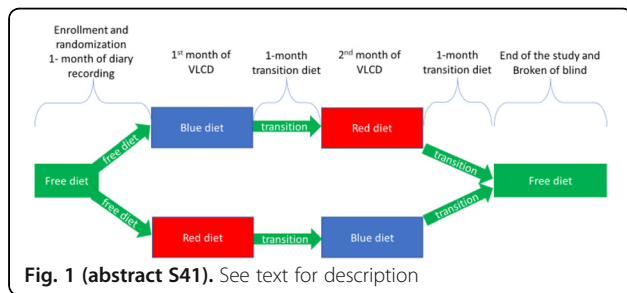 Enrollment and
randomization
1- month of diary
recording
1st month of
VLCD
1-month
transition diet
2nd month of
VLCD
1-month
transition diet
End of the study and
Broken of blind
Blue diet
transition
Red diet
free diet
transition
Free diet
Free diet
free diet
transition
Red diet
transition
Blue diet
Fig. 1 (abstract S41). See text for description